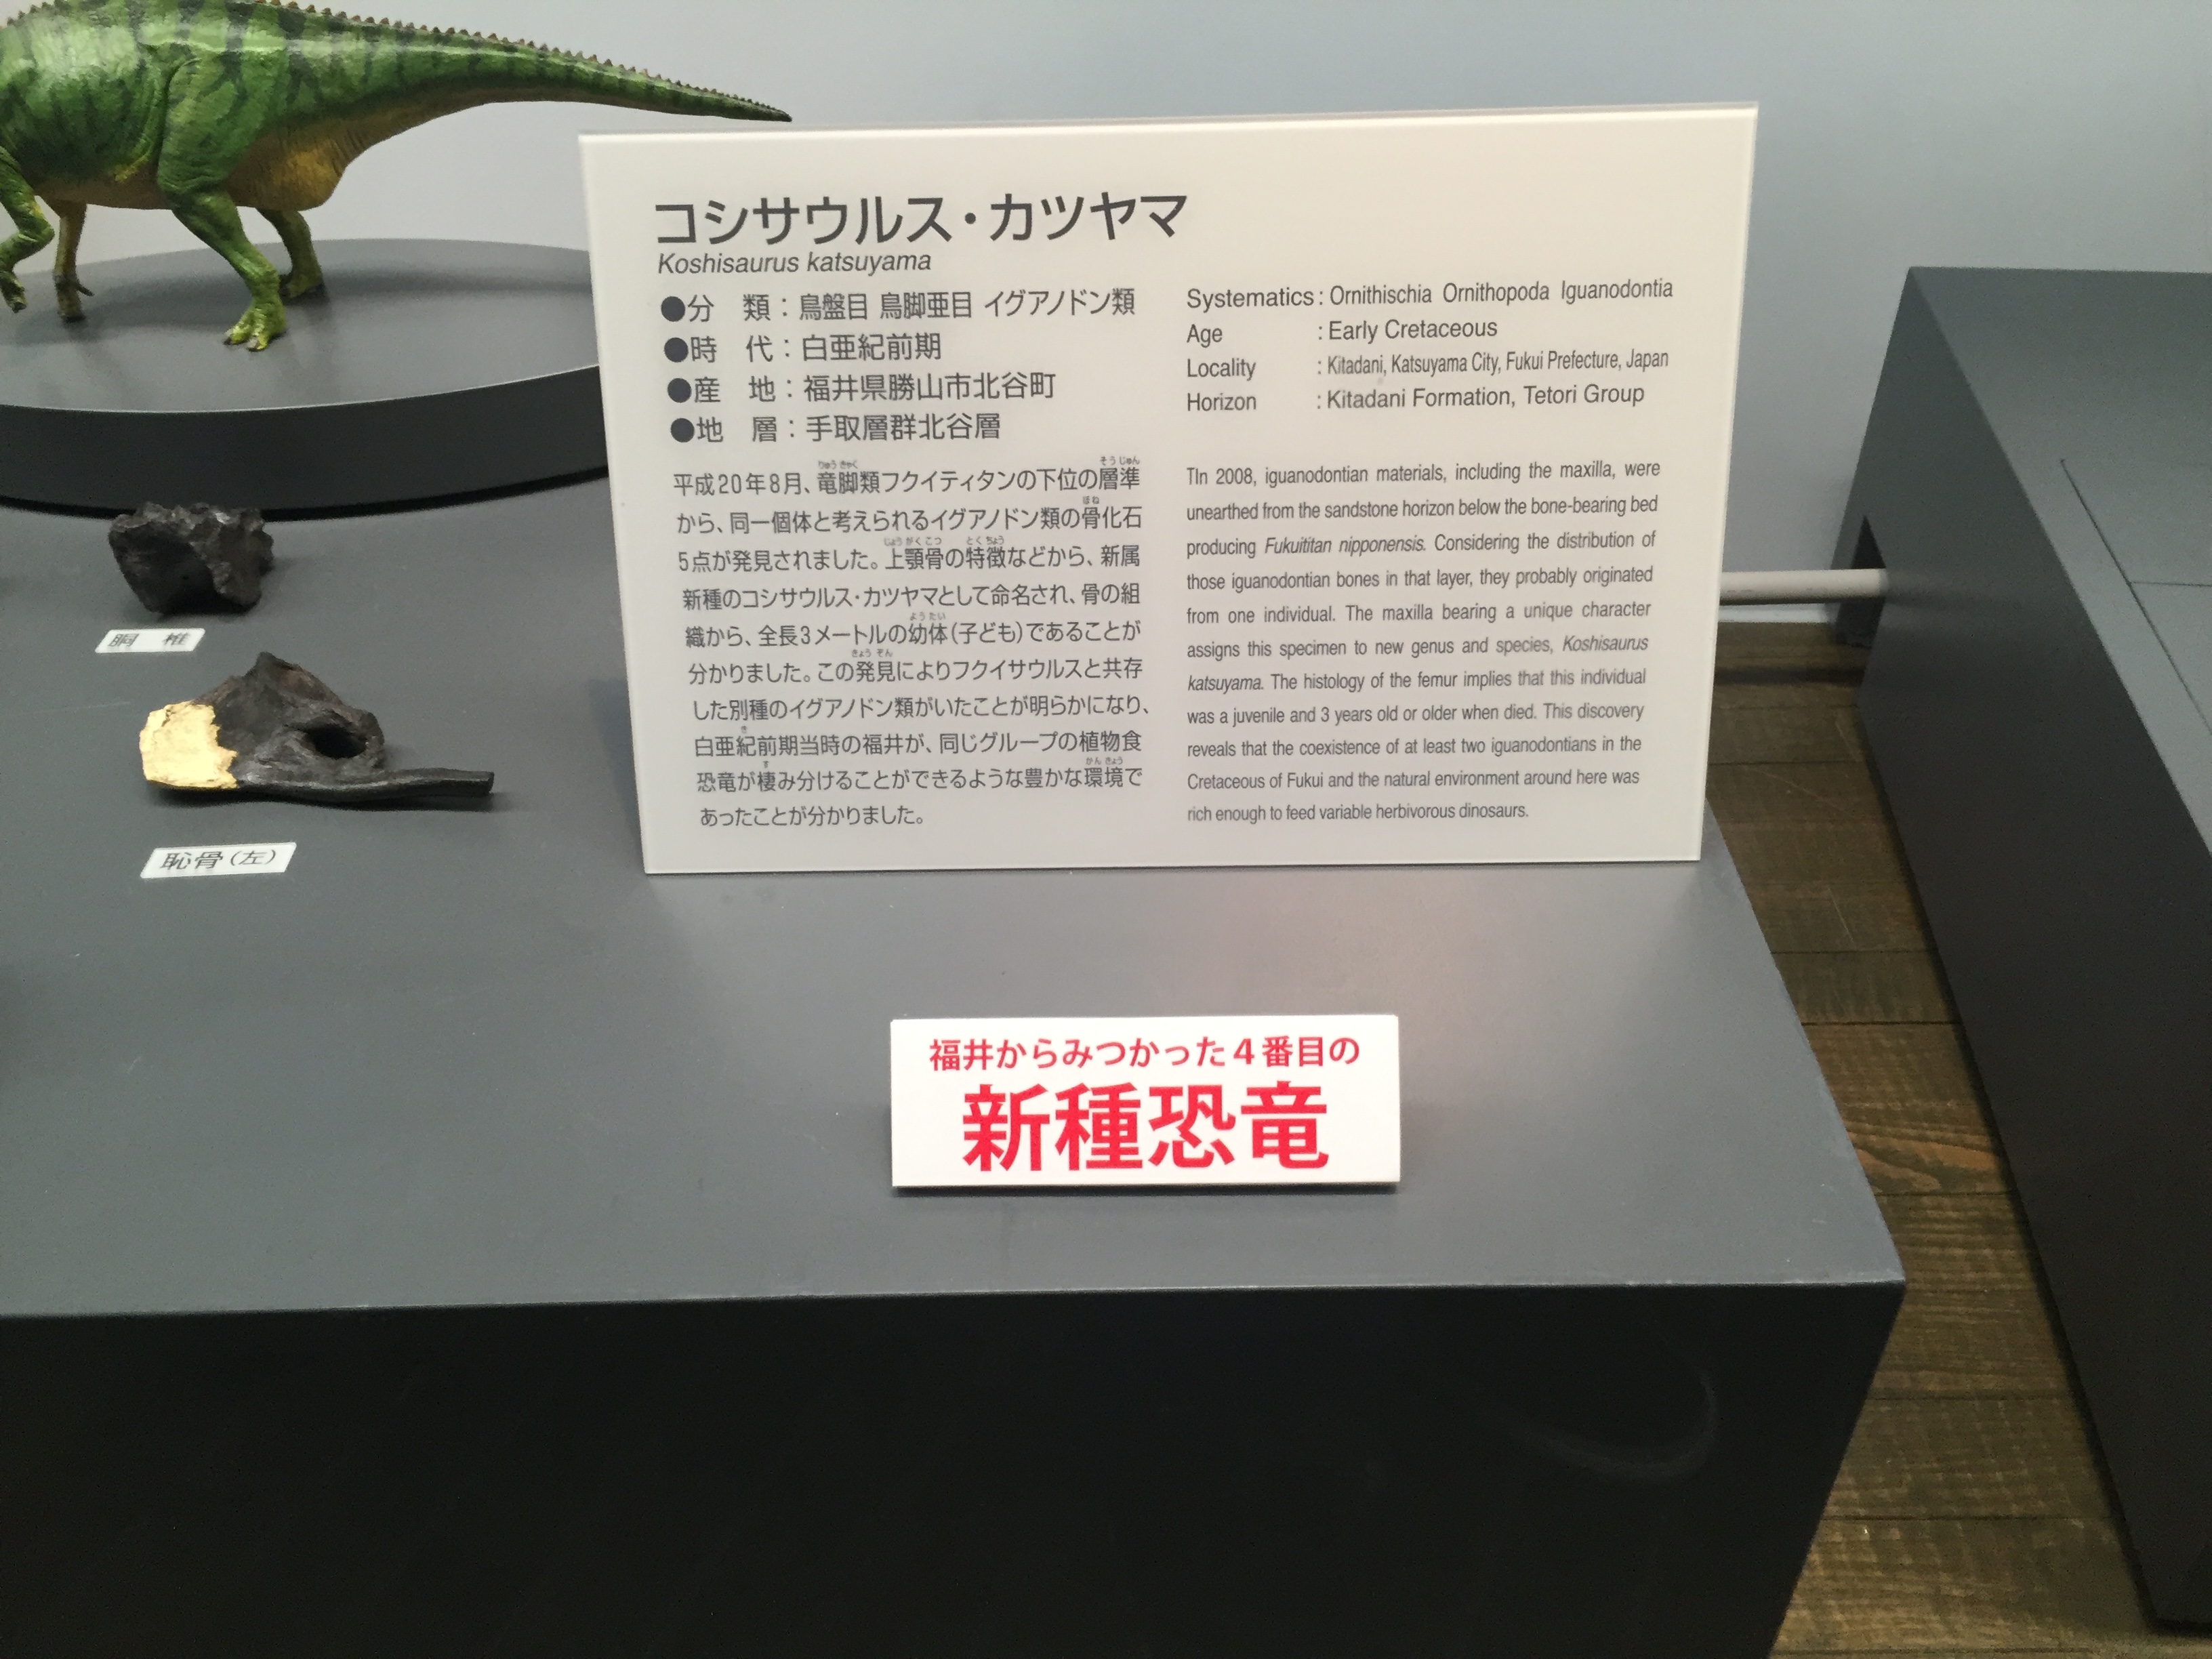 コシサウルス・カツヤマ
Koshisaurus katsuyama
●分　類：鳥盤目 鳥脚亜目 イグアノドン類
●時　代：白亜紀前期
●産　地：福井県勝山市北谷町
●地　層：手取層群北谷層
平成20年8月、竜脚類フクイティタンの下位の層準
から、同一個体と考えられるイグアノドン類の骨化石
5点が発見されました。上顎骨の特徴などから、新属
新種のコシサウルス・カツヤマとして命名され、骨の組
織から、全長3メートルの幼体（子ども）であることが
分かりました。この発見によりフクイサウルスと共存
した別種のイグアノドン類がいたことが明らかになり、
白亜紀前期当時の福井が、同じグループの植物食
恐竜が棲み分けることができるような豊かな環境で
あったことが分かりました。
Systematics : Ornithischia Ornithopoda Iguanodontia
Age : Early Cretaceous
Locality : Kitadani, Katsuyama City, Fukui Prefecture, Japan
Horizon : Kitadani Formation, Tetori Group
TIn 2008, iguanodontian materials, including the maxilla, were
unearthed from the sandstone horizon below the bone-bearing bed
producing Fukuititan nipponensis. Considering the distribution of
those iguanodontian bones in that layer, they probably originated
from one individual. The maxilla bearing a unique character
assigns this specimen to new genus and species, Koshisaurus
katsuyama. The histology of the femur implies that this individual
was a juvenile and 3 years old or older when died. This discovery
reveals that the coexistence of at least two iguanodontians in the
Cretaceous of Fukui and the natural environment around here was
rich enough to feed variable herbivorous dinosaurs.
胴　椎
恥骨（左）
福井からみつかった4番目の
新種恐竜